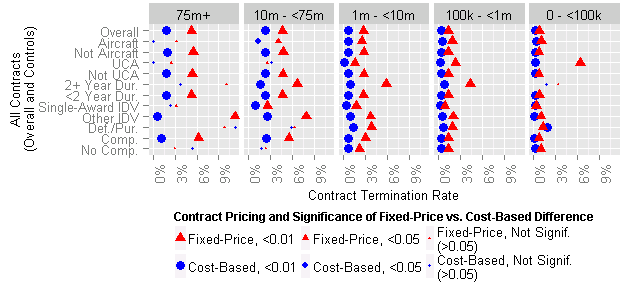 75m+ 10m - <75m 1m - <10m 100k - <1m 0 - <100k
All Contracts
(Overall and Controls)
Overall
Aircraft
Not Aircraft
UCA
Not UCA
2+ Year Dur.
<2 Year Dur.
Single-Award IDV
Other IDV
Def./Pur.
Comp.
No Comp.
0% 3% 6% 9% 0% 3% 6% 9% 0% 3% 6% 9% 0% 3% 6% 9% 0% 3% 6% 9%
Contract Termination Rate
Contract Pricing and Significance of Fixed-Price vs. Cost-Based Difference
Fixed-Price, <0.01 Fixed-Price, <0.05 Fixed-Price, Not Signif.
(>0.05)
Cost-Based, <0.01 Cost-Based, <0.05 Cost-Based, Not Signif.
(>0.05)